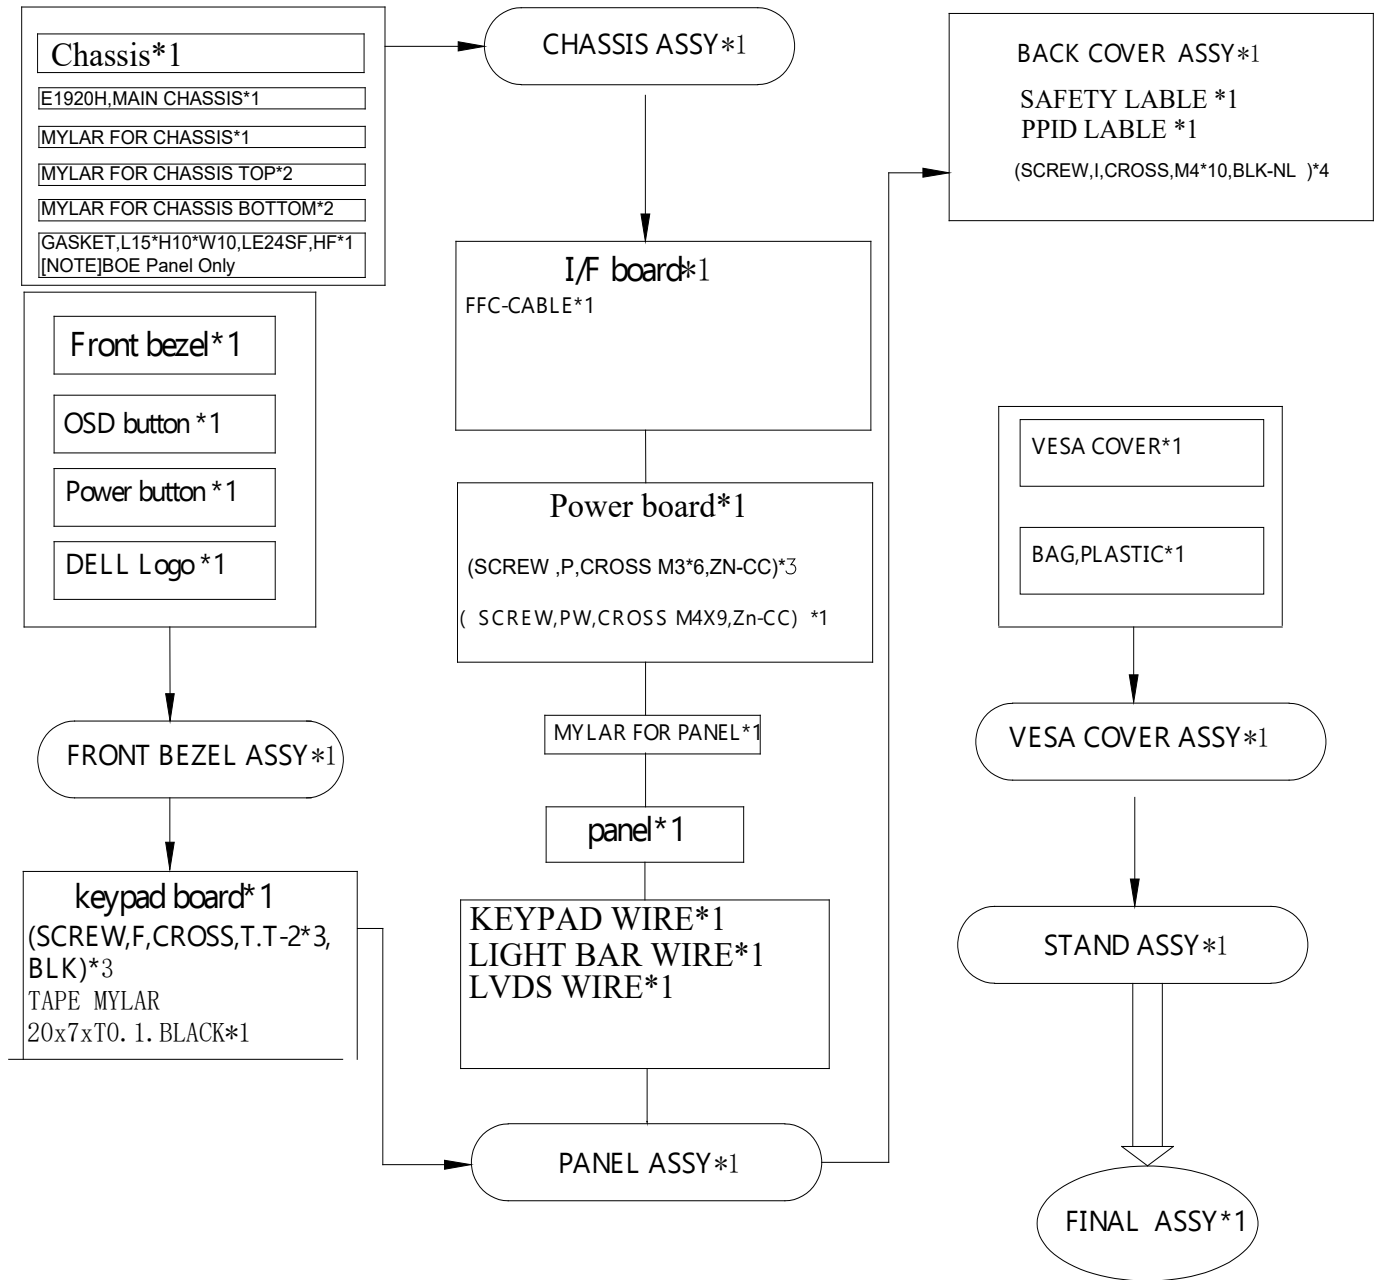 Chassis*1
E1920H,MAIN CHASSIS*1
MYLAR FOR CHASSIS*1
MYLAR FOR CHASSIS TOP*2
MYLAR FOR CHASSIS BOTTOM*2
GASKET,L15*H10*W10,LE24SF,HF*1
[NOTE]BOE Panel Only
Front bezel*1
OSD button *1
Power button *1
DELL Logo *1
FRONT BEZEL ASSY*1
keypad board*1
(SCREW,F,CROSS,T.T-2*3,
BLK)*3
TAPE MYLAR
20x7xT0.1.BLACK*1
CHASSIS ASSY*1
I/F board*1
FFC-CABLE*1
Power board*1
(SCREW ,P,CROSS M3*6,ZN-CC)*3
( SCREW,PW,CROSS M4X9,Zn-CC) *1
MYLAR FOR PANEL*1
panel*1
KEYPAD WIRE*1
LIGHT BAR WIRE*1
LVDS WIRE*1
PANEL ASSY*1
BACK COVER ASSY*1
SAFETY LABLE *1
PPID LABLE *1
(SCREW,I,CROSS,M4*10,BLK-NL )*4
VESA COVER*1
BAG,PLASTIC*1
VESA COVER ASSY*1
STAND ASSY*1
FINAL ASSY*1